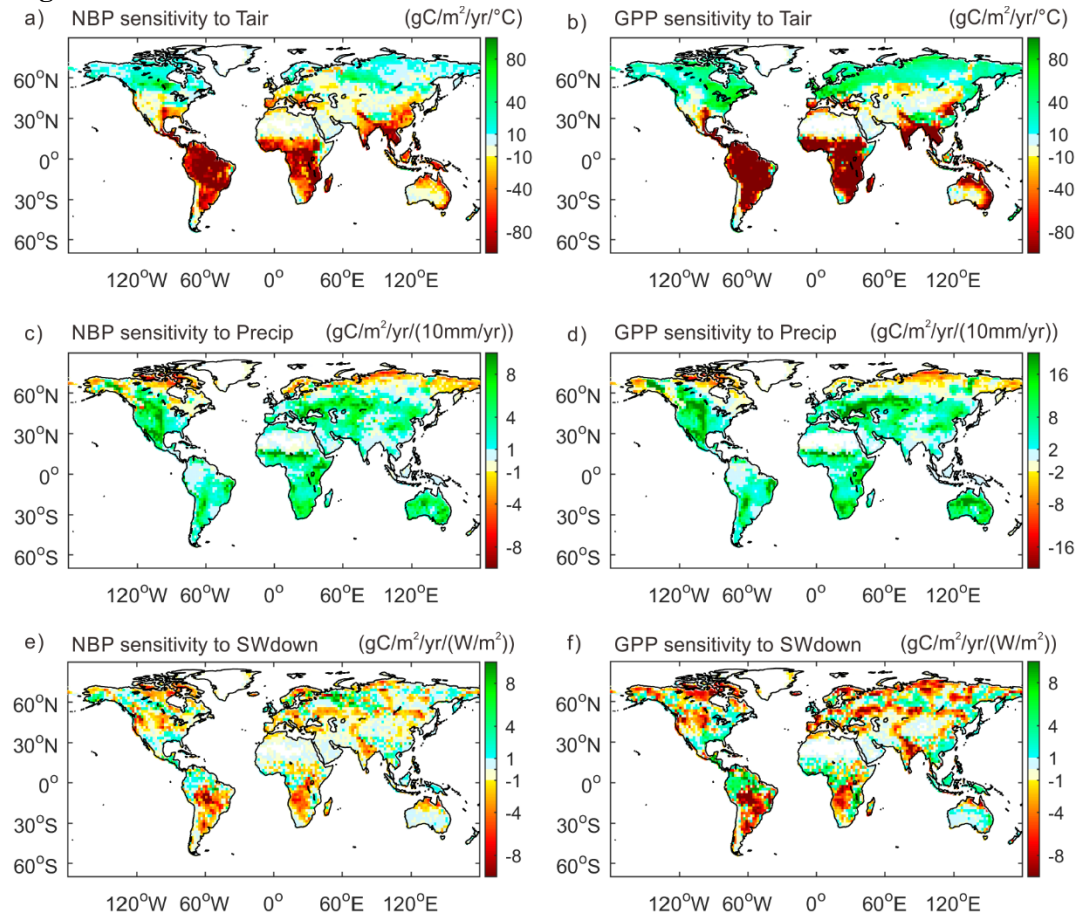 a) NBP sensitivity to Tair (gC/m²/yr/°C)
b) GPP sensitivity to Tair (gC/m²/yr/°C)
60°N
30°N
0°
30°S
60°S
80
40
10
-10
-40
-80
120°W 60°W 0° 60°E 120°E
60°N
30°N
0°
30°S
60°S
80
40
10
-10
-40
-80
120°W 60°W 0° 60°E 120°E
c) NBP sensitivity to Precip (gC/m²/yr/(10mm/yr))
d) GPP sensitivity to Precip (gC/m²/yr/(10mm/yr))
60°N
30°N
0°
30°S
60°S
8
4
1
-1
-4
-8
120°W 60°W 0° 60°E 120°E
60°N
30°N
0°
30°S
60°S
16
8
2
-2
-8
-16
120°W 60°W 0° 60°E 120°E
e) NBP sensitivity to SWdown (gC/m²/yr/(W/m²))
f) GPP sensitivity to SWdown (gC/m²/yr/(W/m²))
60°N
30°N
0°
30°S
60°S
8
4
1
-1
-4
-8
120°W 60°W 0° 60°E 120°E
60°N
30°N
0°
30°S
60°S
8
4
1
-1
-4
-8
120°W 60°W 0° 60°E 120°E